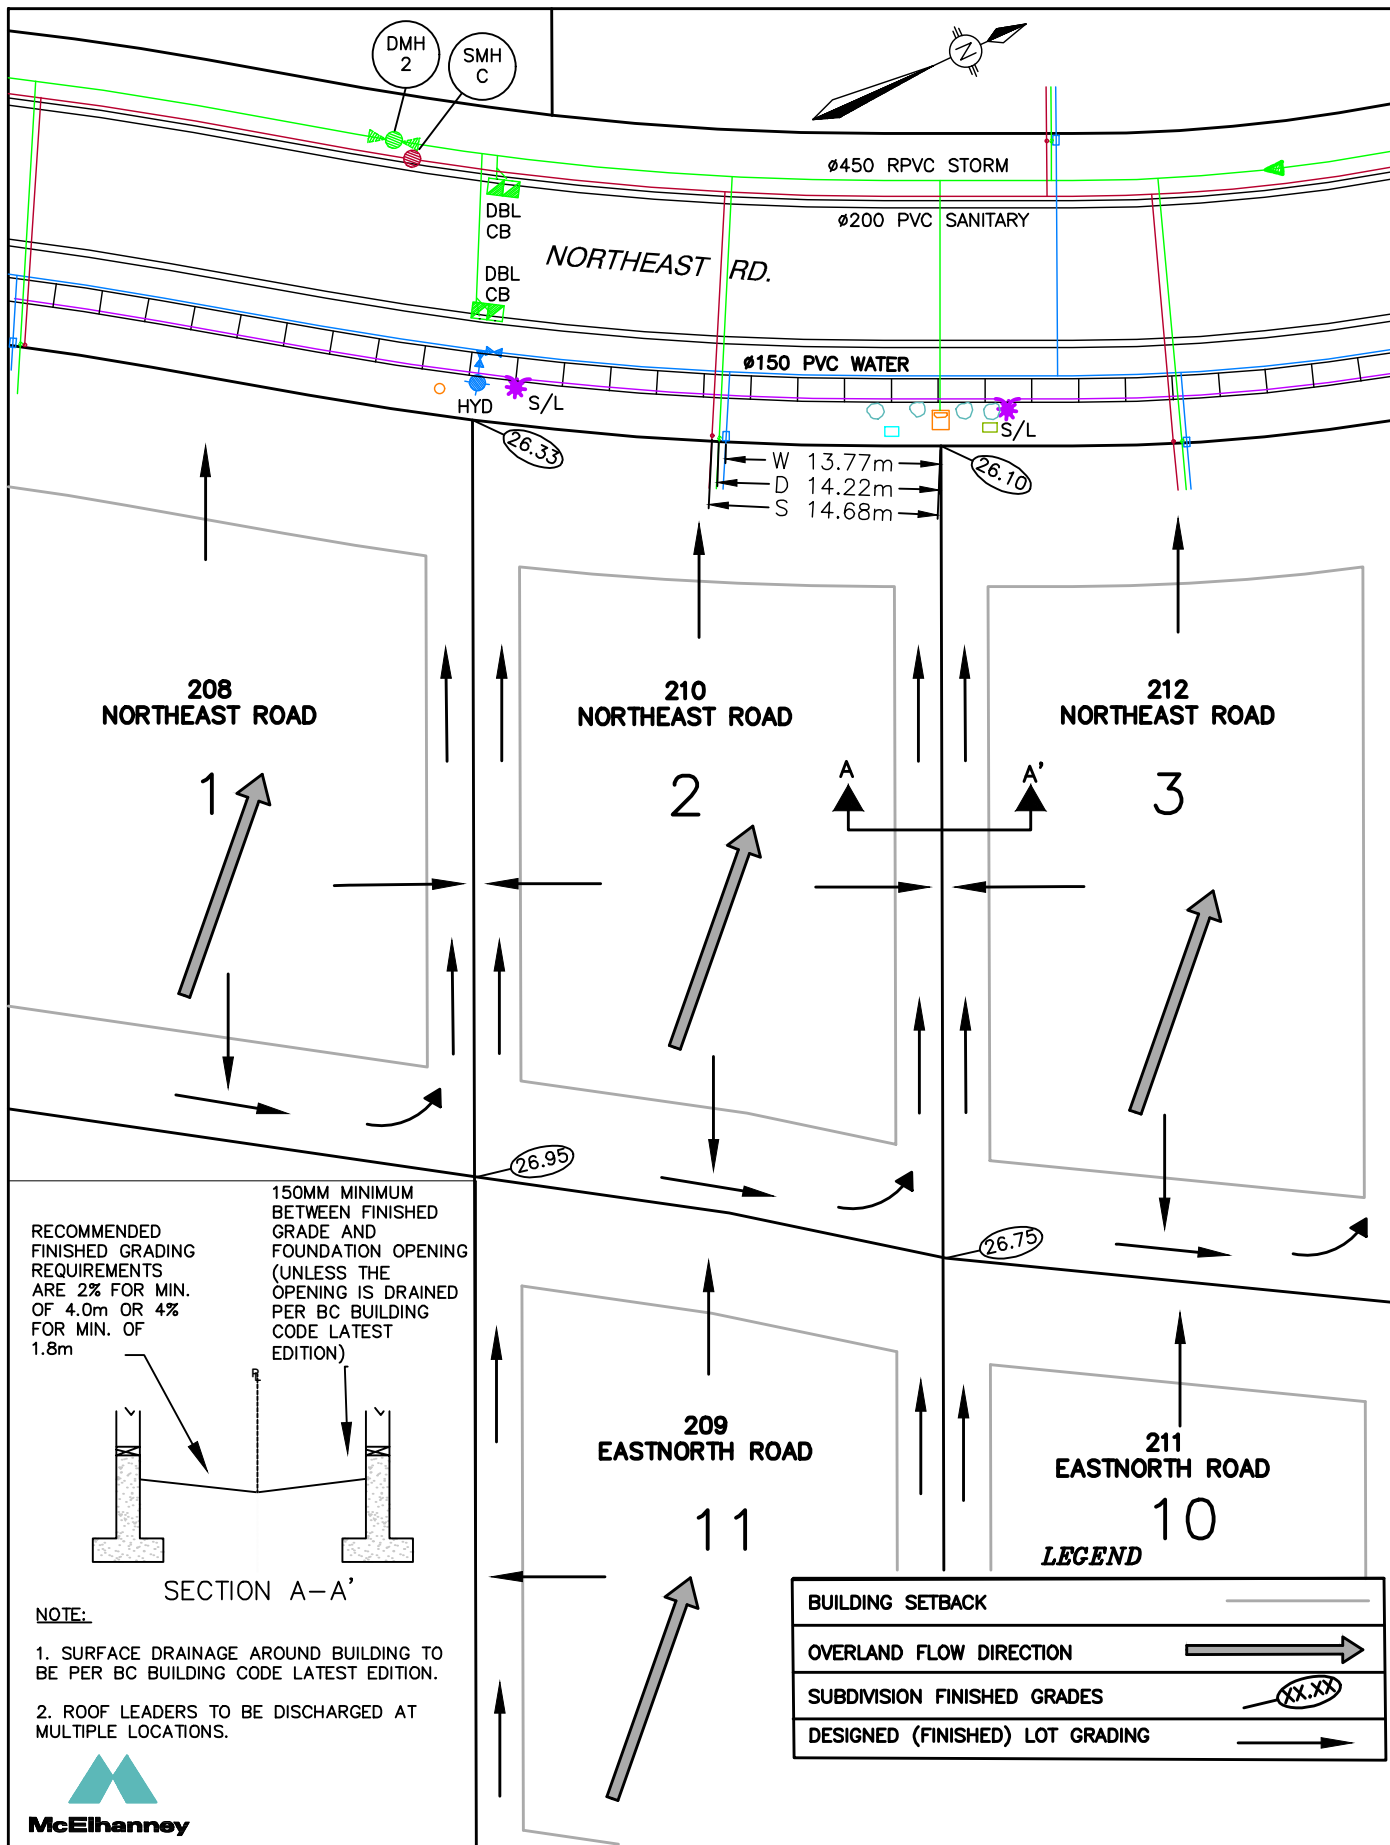 DMH
2
SMH
C
N
ø450 RPVC STORM
ø200 PVC SANITARY
DBL
CB
NORTHEAST RD.
DBL
CB
ø150 PVC WATER
HYD
S/L
S/L
26.33
26.10
W 13.77m
D 14.22m
S 14.68m
208
NORTHEAST ROAD
1
210
NORTHEAST ROAD
2
212
NORTHEAST ROAD
3
A
A'
26.95
26.75
RECOMMENDED
FINISHED GRADING
REQUIREMENTS
ARE 2% FOR MIN.
OF 4.0m OR 4%
FOR MIN. OF
1.8m
150MM MINIMUM
BETWEEN FINISHED
GRADE AND
FOUNDATION OPENING
(UNLESS THE
OPENING IS DRAINED
PER BC BUILDING
CODE LATEST
EDITION)
PL
SECTION A-A'
209
EASTNORTH ROAD
11
211
EASTNORTH ROAD
10
NOTE:
1. SURFACE DRAINAGE AROUND BUILDING TO
BE PER BC BUILDING CODE LATEST EDITION.
2. ROOF LEADERS TO BE DISCHARGED AT
MULTIPLE LOCATIONS.
McElhanney
LEGEND
BUILDING SETBACK
OVERLAND FLOW DIRECTION
SUBDIVISION FINISHED GRADES
XX.XX
DESIGNED (FINISHED) LOT GRADING